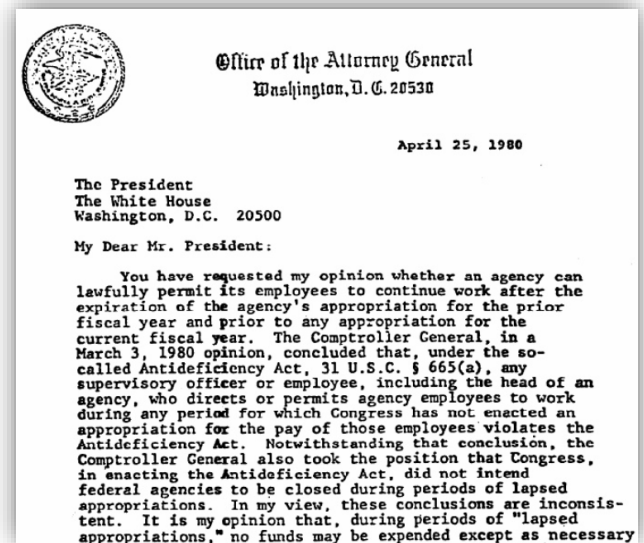 Office of the Attorney General
Washington, D. C. 20530
April 25, 1980
The President
The White House
Washington, D.C. 20500
My Dear Mr. President:
You have requested my opinion whether an agency can
lawfully permit its employees to continue work after the
expiration of the agency's appropriation for the prior
fiscal year and prior to any appropriation for the
current fiscal year. The Comptroller General, in a
March 3, 1980 opinion, concluded that, under the so-
called Antideficiency Act, 31 U.S.C. § 665(a), any
supervisory officer or employee, including the head of an
agency, who directs or permits agency employees to work
during any period for which Congress has not enacted an
appropriation for the pay of those employees violates the
Antideficiency Act. Notwithstanding that conclusion, the
Comptroller General also took the position that Congress,
in enacting the Antideficiency Act, did not intend
federal agencies to be closed during periods of lapsed
appropriations. In my view, these conclusions are inconsis-
tent. It is my opinion that, during periods of "lapsed
appropriations," no funds may be expended except as necessary